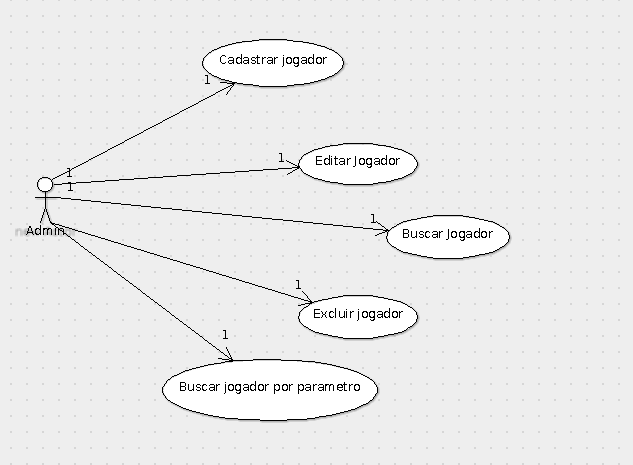 Cadastrar jogador
1
1
Editar Jogador
1
1
Buscar Jogador
1
Admin
Excluir jogador
1
1
Buscar jogador por parametro